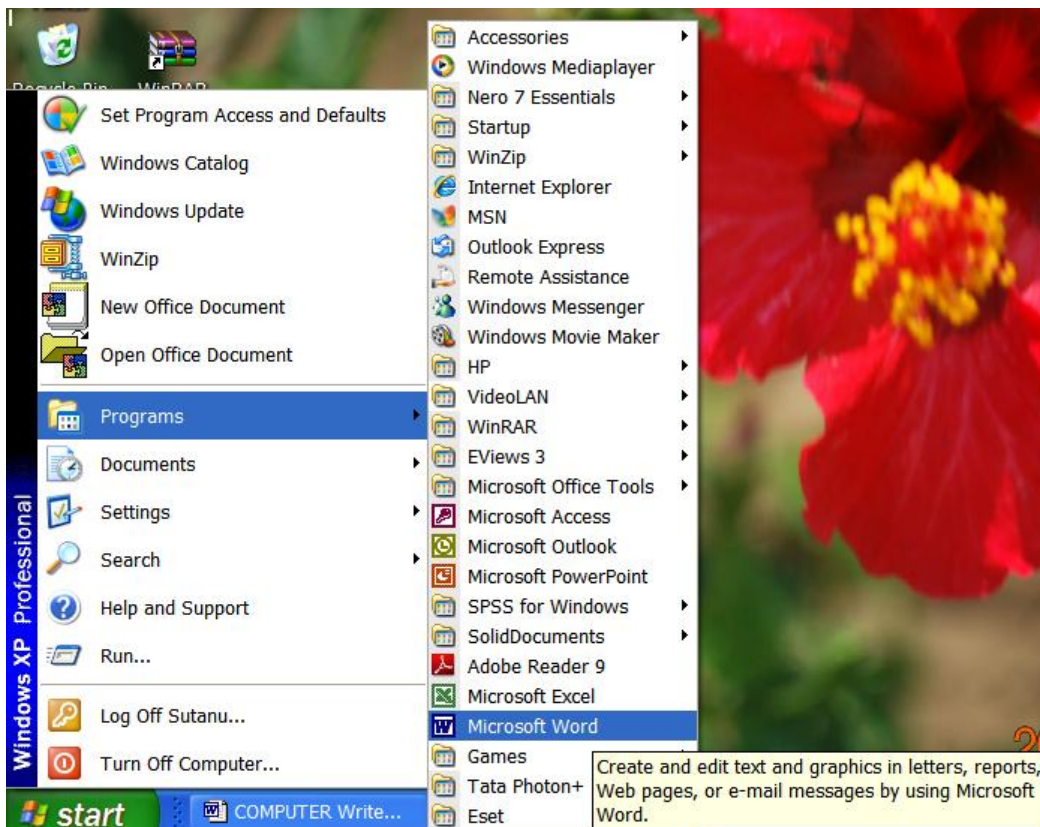 Recycle Bin
WinRAR
Set Program Access and Defaults
Windows Catalog
Windows Update
WinZip
New Office Document
Open Office Document
Programs
Documents
Settings
Search
Help and Support
Run...
Log Off Sutanu...
Turn Off Computer...
Windows XP Professional
Accessories
Windows Mediaplayer
Nero 7 Essentials
Startup
WinZip
Internet Explorer
MSN
Outlook Express
Remote Assistance
Windows Messenger
Windows Movie Maker
HP
VideoLAN
WinRAR
EViews 3
Microsoft Office Tools
Microsoft Access
Microsoft Outlook
Microsoft PowerPoint
SPSS for Windows
SolidDocuments
Adobe Reader 9
Microsoft Excel
Microsoft Word
Games
Tata Photon+
Eset
Create and edit text and graphics in letters, reports,
Web pages, or e-mail messages by using Microsoft
Word.
start
COMPUTER Write...